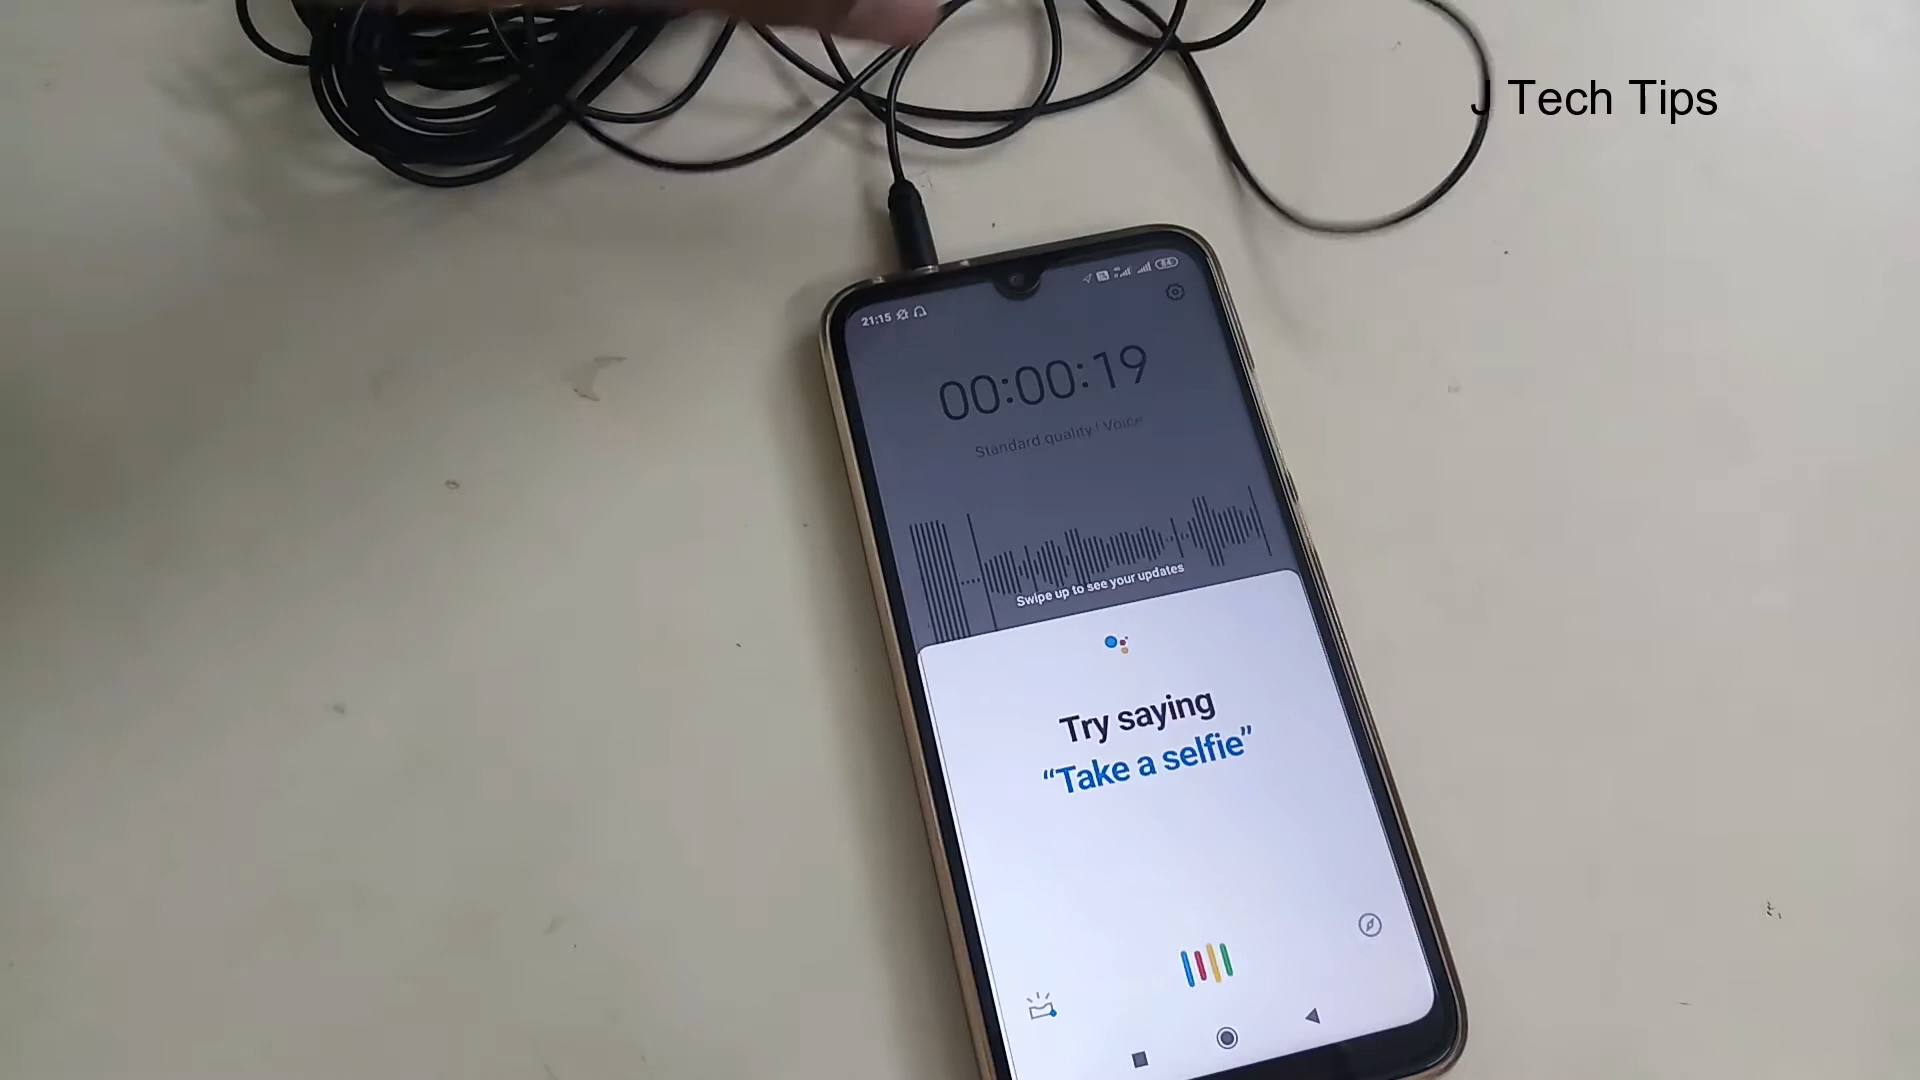 J Tech Tips
21:15
84
00:00:19
Standard quality | Voice
Swipe up to see your updates
Try saying
“Take a selfie”